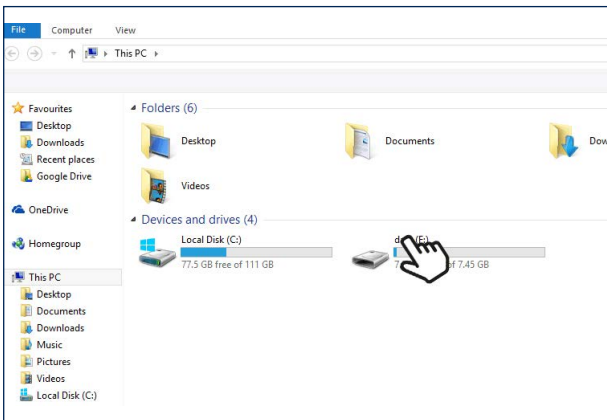 File Computer View
This PC
Favourites
Desktop
Downloads
Recent places
Google Drive
OneDrive
Homegroup
This PC
Desktop
Documents
Downloads
Music
Pictures
Videos
Local Disk (C:)
Folders (6)
Desktop Documents
Videos
Devices and drives (4)
Local Disk (C:) (E:)
77.5 GB free of 111 GB of 7.45 GB